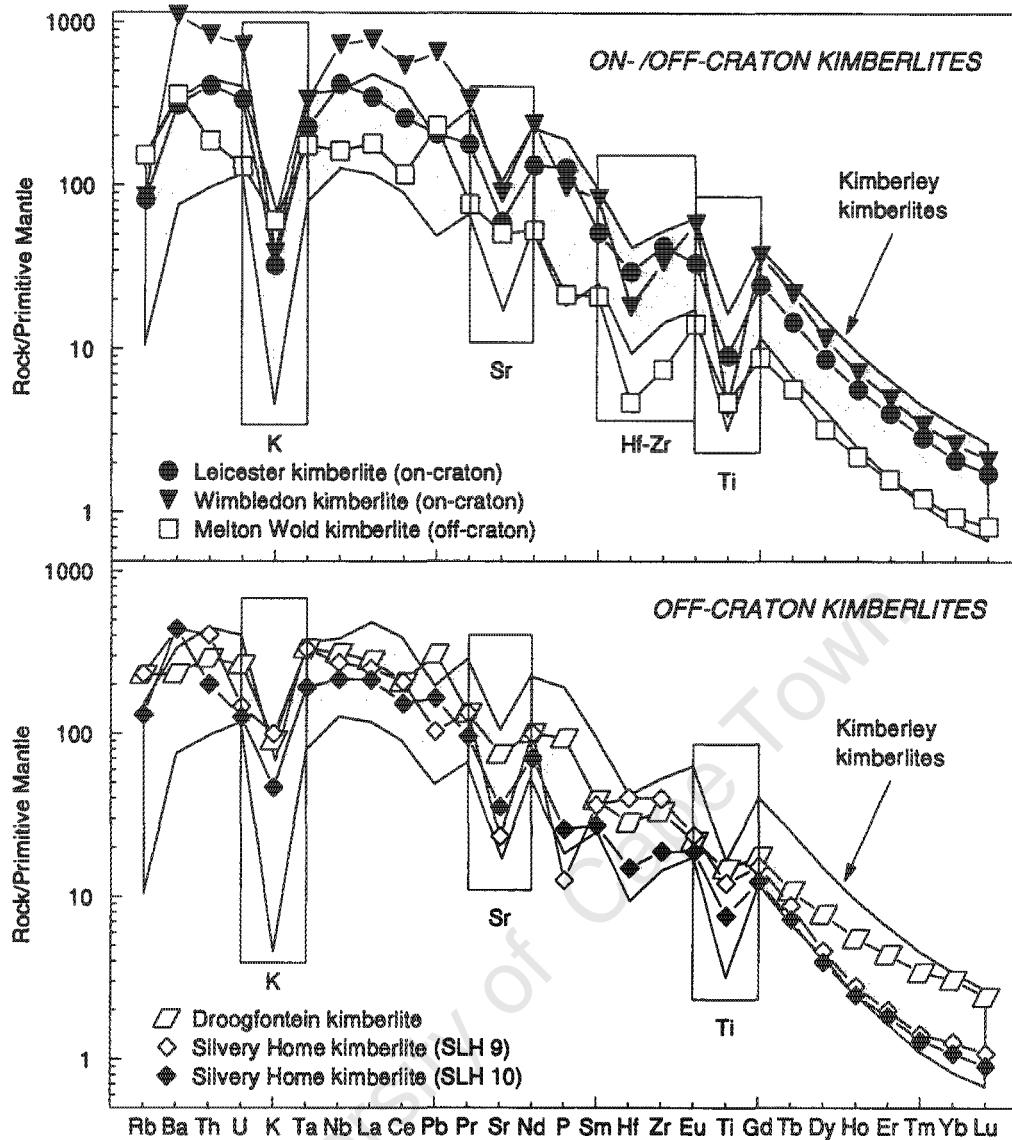 1000
ON- /OFF-CRATON KIMBERLITES
100
Kimberley
kimberlites
Rock/Primitive Mantle
Sr
10
K
Hf-Zr
Ti
Leicester kimberlite (on-craton)
Wimbledon kimberlite (on-craton)
1
Melton Wold kimberlite (off-craton)
1000
OFF-CRATON KIMBERLITES
100
Kimberley
kimberlites
Rock/Primitive Mantle
Sr
10
K
Ti
Droogfontein kimberlite
Silvery Home kimberlite (SLH 9)
1
Silvery Home kimberlite (SLH 10)
Rb Ba Th U K Ta Nb La Ce Pb Pr Sr Nd P Sm Hf Zr Eu Ti Gd Tb Dy Ho Er Tm Yb Lu
University of Cape Town